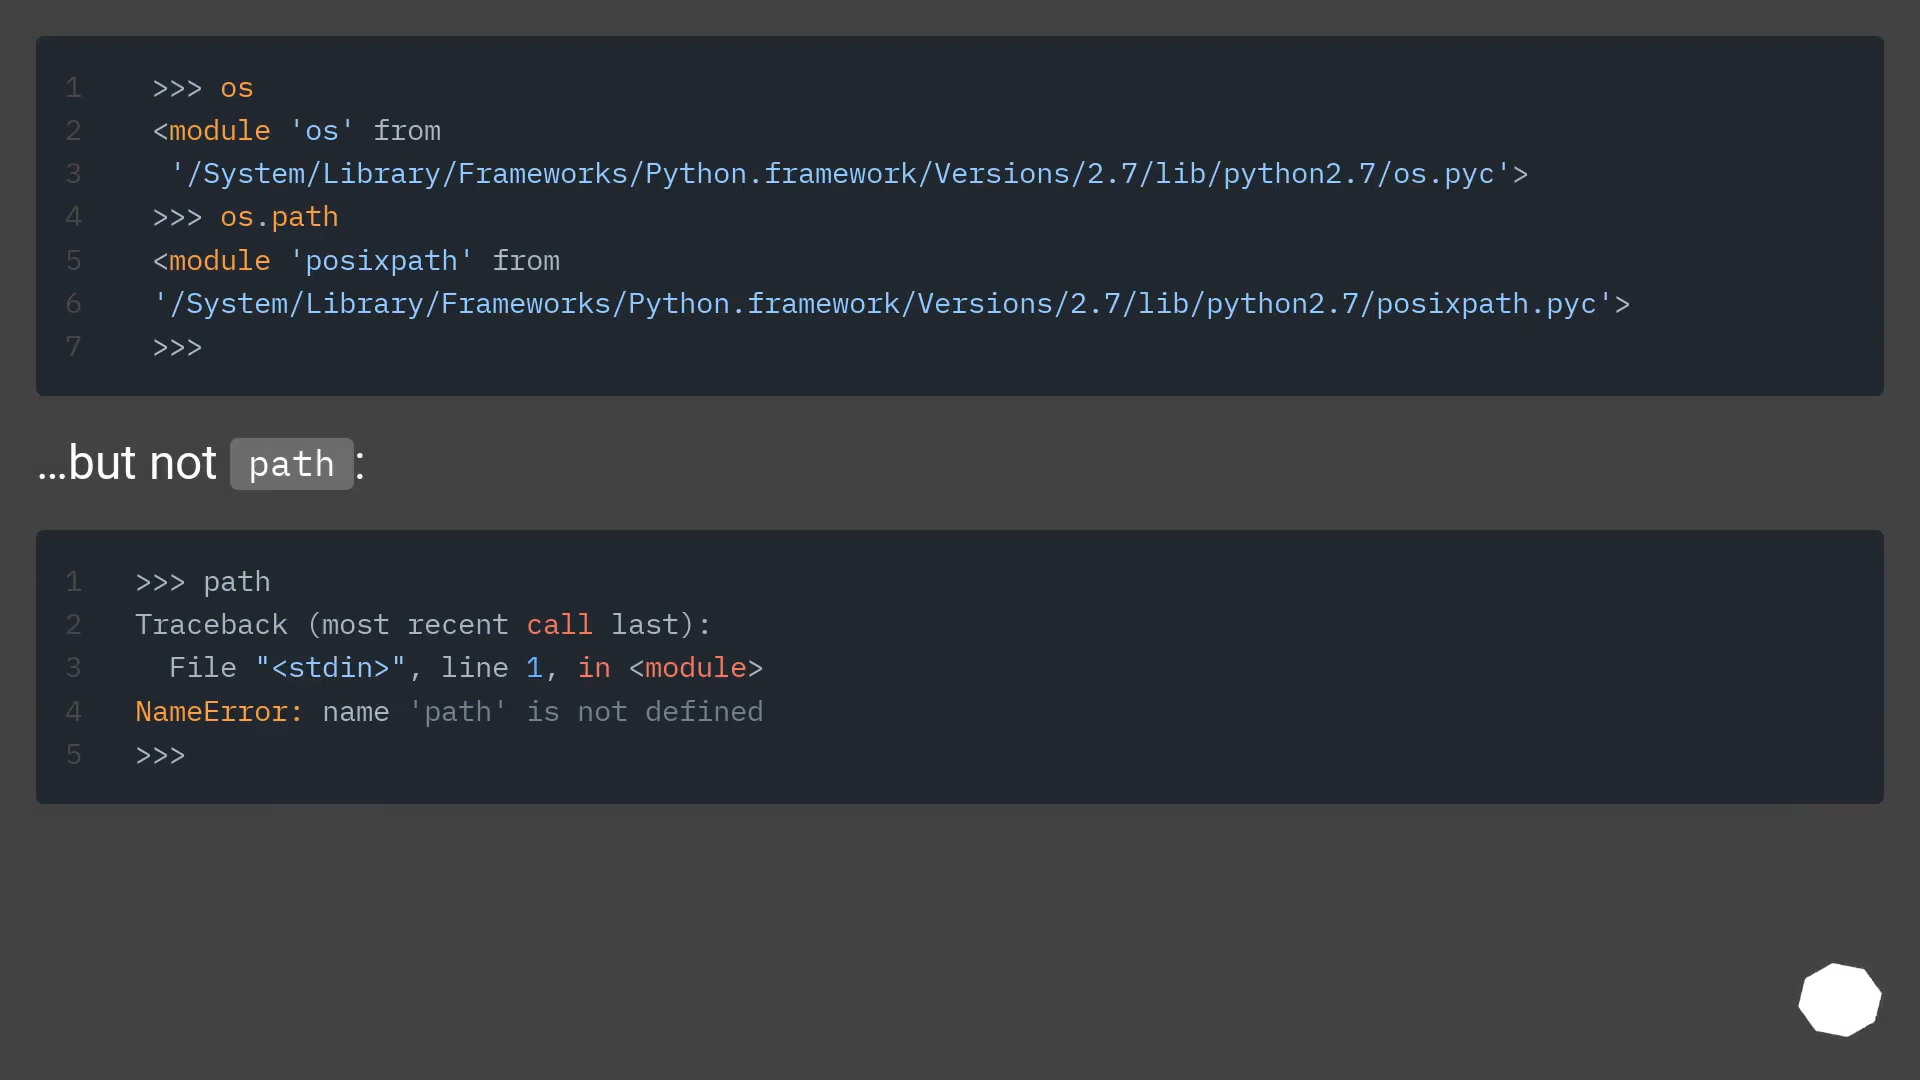 1 >>> os
2 <module 'os' from
3 '/System/Library/Frameworks/Python.framework/Versions/2.7/lib/python2.7/os.pyc'>
4 >>> os.path
5 <module 'posixpath' from
6 '/System/Library/Frameworks/Python.framework/Versions/2.7/lib/python2.7/posixpath.pyc'>
7 >>>
...but not path:
1 >>> path
2 Traceback (most recent call last):
3 File "<stdin>", line 1, in <module>
4 NameError: name 'path' is not defined
5 >>>